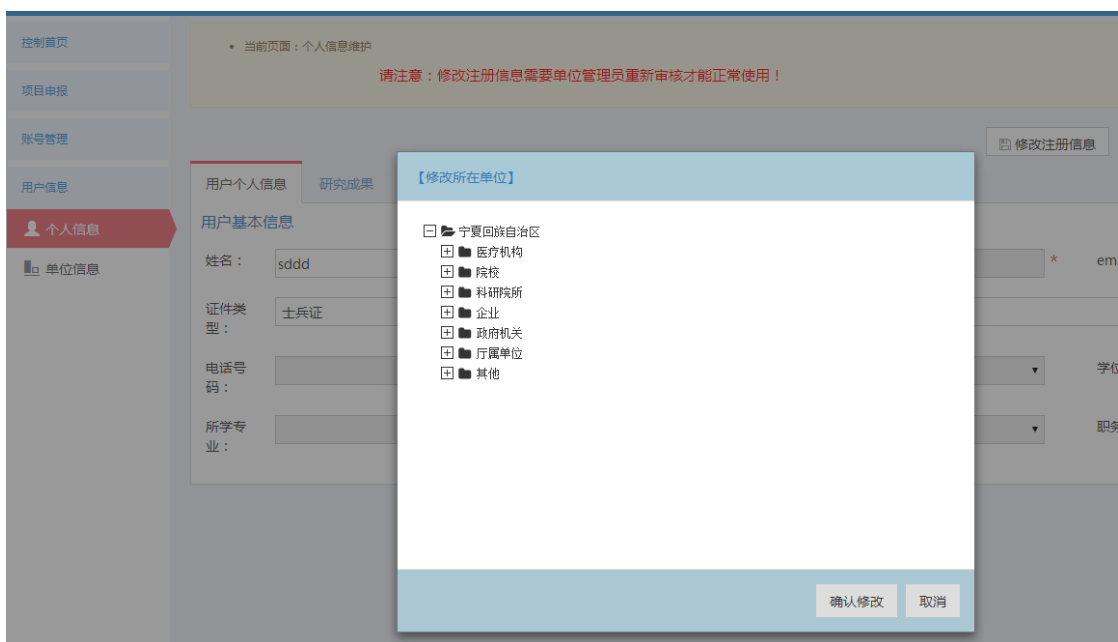 控制首页
项目申报
账号管理
用户信息
个人信息
单位信息
当前页面：个人信息维护
请注意：修改注册信息需要单位管理员重新审核才能正常使用！
修改注册信息
用户个人信息
研究成果
用户基本信息
姓名：
sddd
*
em
证件类
型：
士兵证
电话号
码：
学位
所学专
业：
职务
【修改所在单位】
宁夏回族自治区
医疗机构
院校
科研院所
企业
政府机关
厅属单位
其他
确认修改
取消